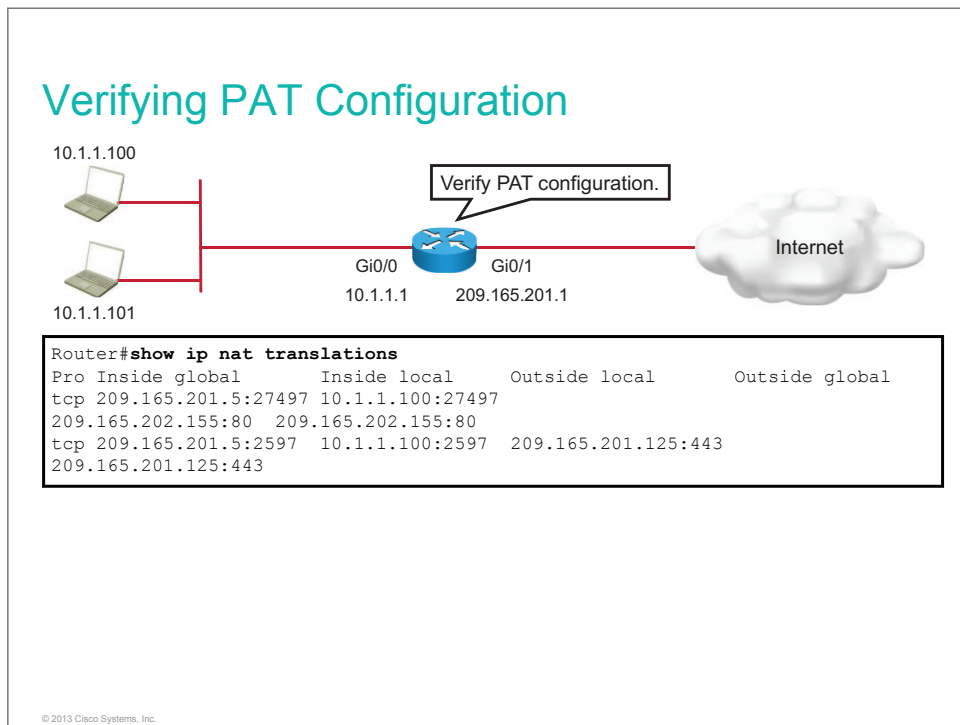 Verifying PAT Configuration
10.1.1.100
Verify PAT configuration.
Internet
Gi0/0
Gi0/1
10.1.1.1
209.165.201.1
10.1.1.101
Router#show ip nat translations
Pro Inside global Inside local Outside local Outside global
tcp 209.165.201.5:27497 10.1.1.100:27497
209.165.202.155:80 209.165.202.155:80
tcp 209.165.201.5:2597 10.1.1.100:2597 209.165.201.125:443
209.165.201.125:443
© 2013 Cisco Systems, Inc.